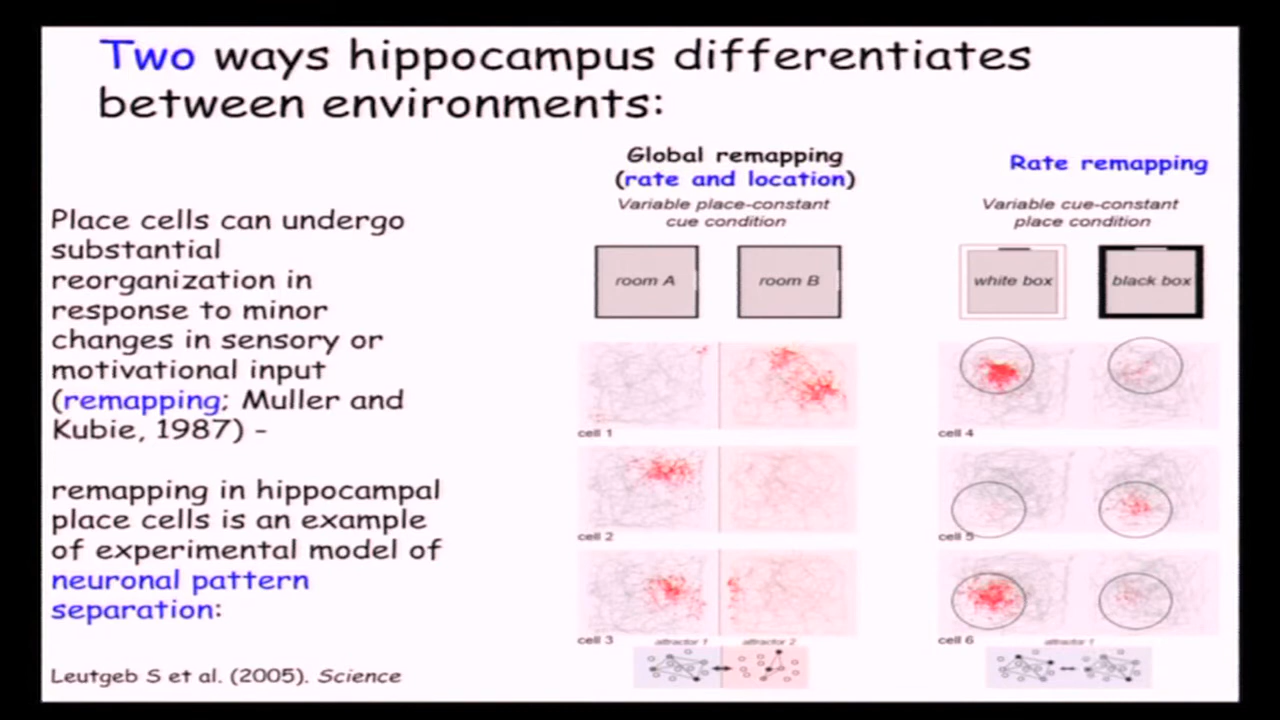 Two ways hippocampus differentiates
between environments:
Place cells can undergo
substantial
reorganization in
response to minor
changes in sensory or
motivational input
(remapping; Muller and
Kubie, 1987) -
remapping in hippocampal
place cells is an example
of experimental model of
neuronal pattern
separation:
Leutgeb S et al. (2005). Science
Global remapping
(rate and location)
Variable place-constant
cue condition
room A
room B
cell 1
cell 2
cell 3
attractor 1
attractor 2
Rate remapping
Variable cue-constant
place condition
white box
black box
cell 4
cell 5
cell 6
attractor 1